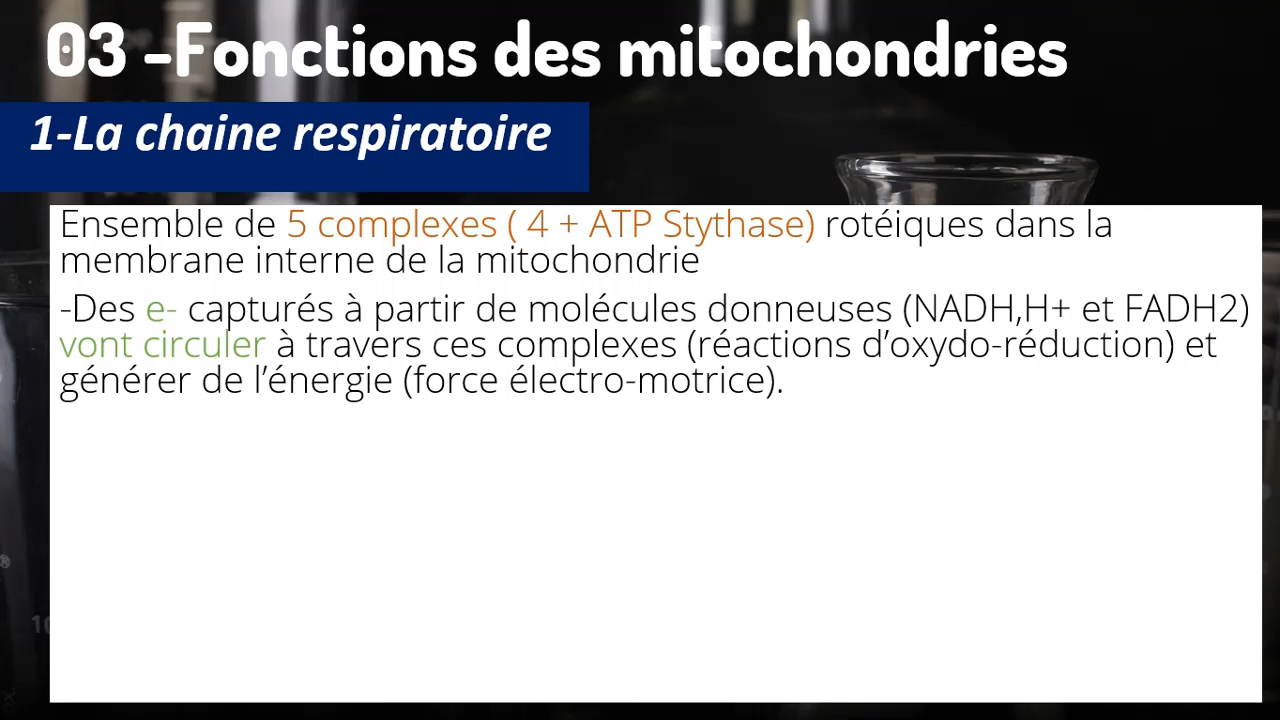 03 -Fonctions des mitochondries
1-La chaine respiratoire
Ensemble de 5 complexes ( 4 + ATP Stythase) rotéiques dans la
membrane interne de la mitochondrie
-Des e- capturés à partir de molécules donneuses (NADH,H+ et FADH2)
vont circuler à travers ces complexes (réactions d’oxydo-réduction) et
générer de l’énergie (force électro-motrice).